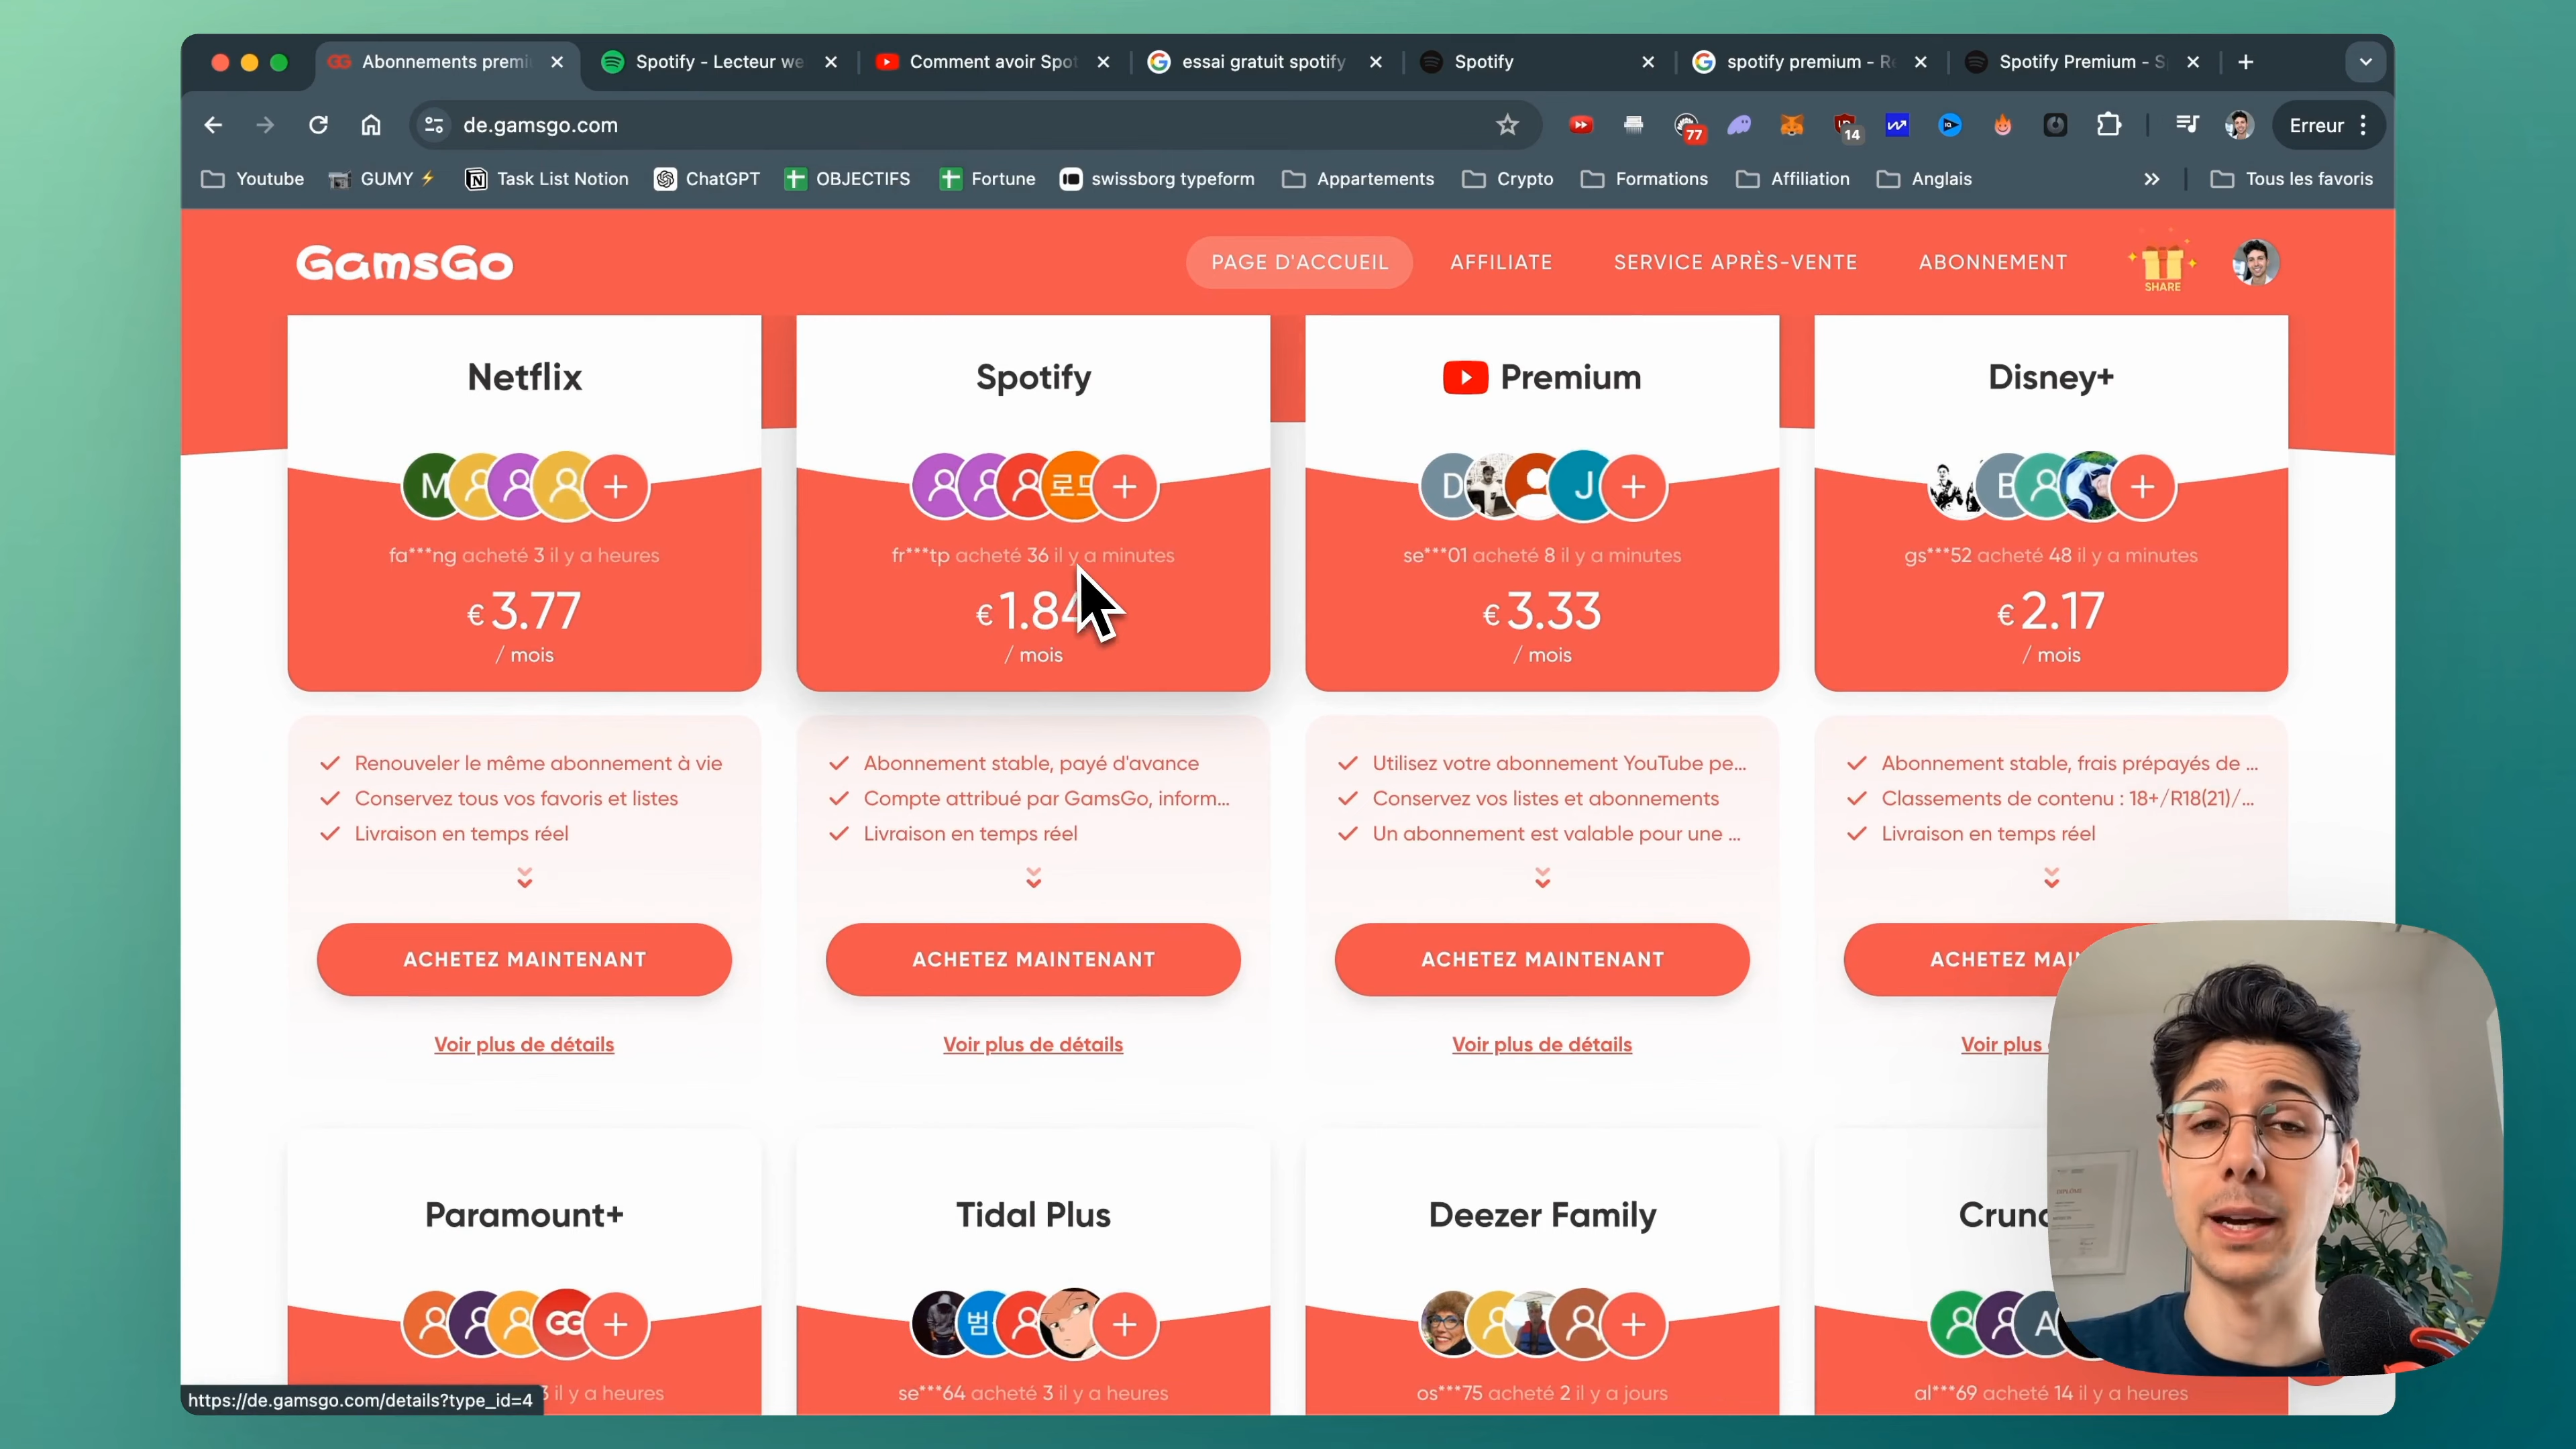 Abonnements premi
Spotify - Lecteur we
Comment avoir Spot
essai gratuit spotify
Spotify
spotify premium - Re
Spotify Premium - S
de.gamsgo.com
77
14
Erreur
Youtube
GUMY ⚡
Task List Notion
ChatGPT
OBJECTIFS
Fortune
swissborg typeform
Appartements
Crypto
Formations
Affiliation
Anglais
Tous les favoris
GamsGo
PAGE D'ACCUEIL
AFFILIATE
SERVICE APRÈS-VENTE
ABONNEMENT
SHARE
Netflix
M
fa***ng acheté 3 il y a heures
€ 3.77
/ mois
Renouveler le même abonnement à vie
Conservez tous vos favoris et listes
Livraison en temps réel
ACHETEZ MAINTENANT
Voir plus de détails
Spotify
로드
fr***tp acheté 36 il y a minutes
€ 1.84
/ mois
Abonnement stable, payé d'avance
Compte attribué par GamsGo, inform...
Livraison en temps réel
ACHETEZ MAINTENANT
Voir plus de détails
Premium
D
J
se***01 acheté 8 il y a minutes
€ 3.33
/ mois
Utilisez votre abonnement YouTube pe...
Conservez vos listes et abonnements
Un abonnement est valable pour une ...
ACHETEZ MAINTENANT
Voir plus de détails
Disney+
B
gs***52 acheté 48 il y a minutes
€ 2.17
/ mois
Abonnement stable, frais prépayés de ...
Classements de contenu : 18+/R18(21)/...
Livraison en temps réel
ACHETEZ MAI
Voir plus
Paramount+
3 il y a heures
Tidal Plus
범
se***64 acheté 3 il y a heures
Deezer Family
os***75 acheté 2 il y a jours
Crunc
A
al***69 acheté 14 il y a heures
https://de.gamsgo.com/details?type_id=4